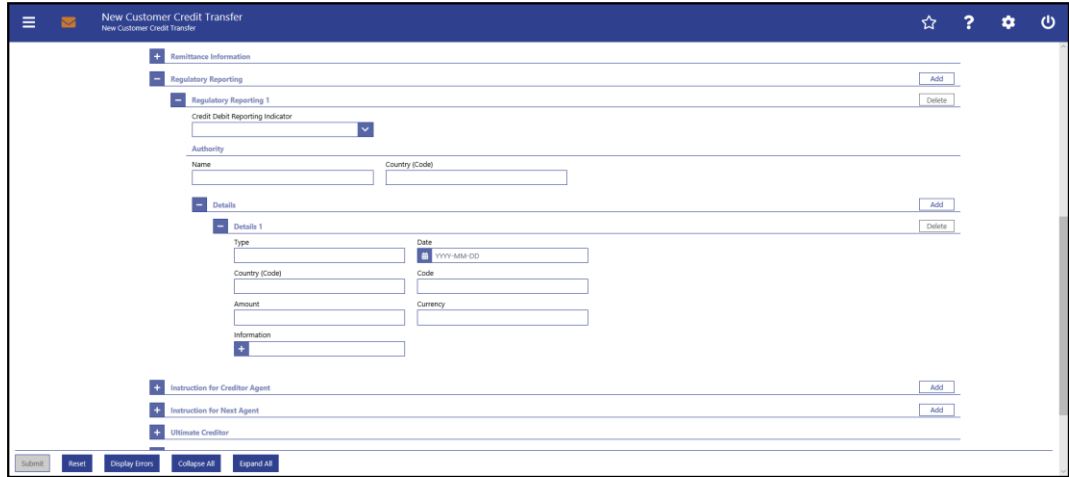 New Customer Credit Transfer
New Customer Credit Transfer
?
+ Remittance Information
− Regulatory Reporting Add
− Regulatory Reporting 1 Delete
Credit Debit Reporting Indicator
Authority
Name Country (Code)
− Details Add
− Details 1 Delete
Type Date
YYYY-MM-DD
Country (Code) Code
Amount Currency
Information
+
+ Instruction for Creditor Agent Add
+ Instruction for Next Agent Add
+ Ultimate Creditor
Submit Reset Display Errors Collapse All Expand All